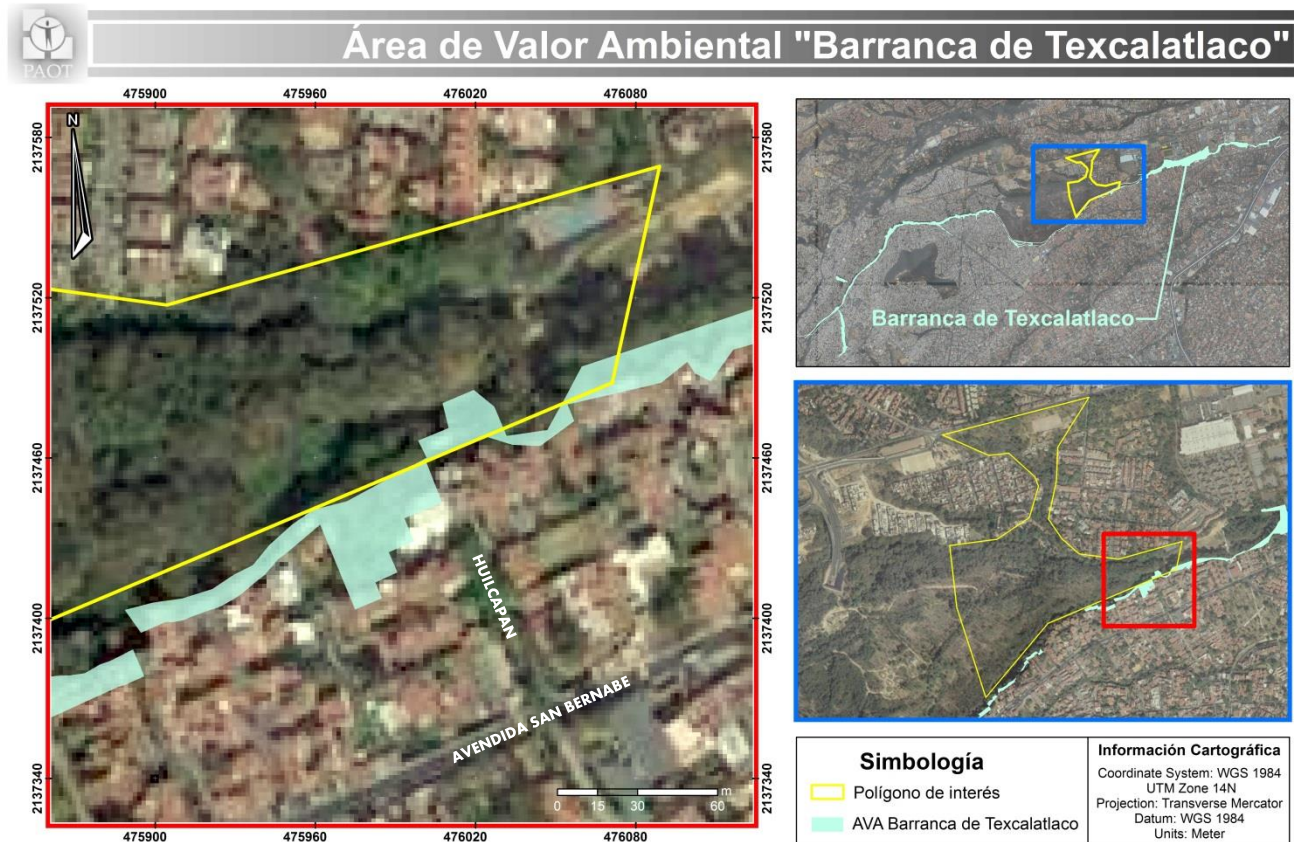 PAOT
Área de Valor Ambiental "Barranca de Texcalatlaco"
475900 475960 476020 476080
2137580
2137520
2137460
2137400
2137340
N
HUILCAPAN
AVENDIDA SAN BERNABE
m
0 15 30 60
2137580
2137520
2137460
2137400
2137340
475900 475960 476020 476080
Barranca de Texcalatlaco
Simbología
Polígono de interés
AVA Barranca de Texcalatlaco
Información Cartográfica
Coordinate System: WGS 1984
UTM Zone 14N
Projection: Transverse Mercator
Datum: WGS 1984
Units: Meter